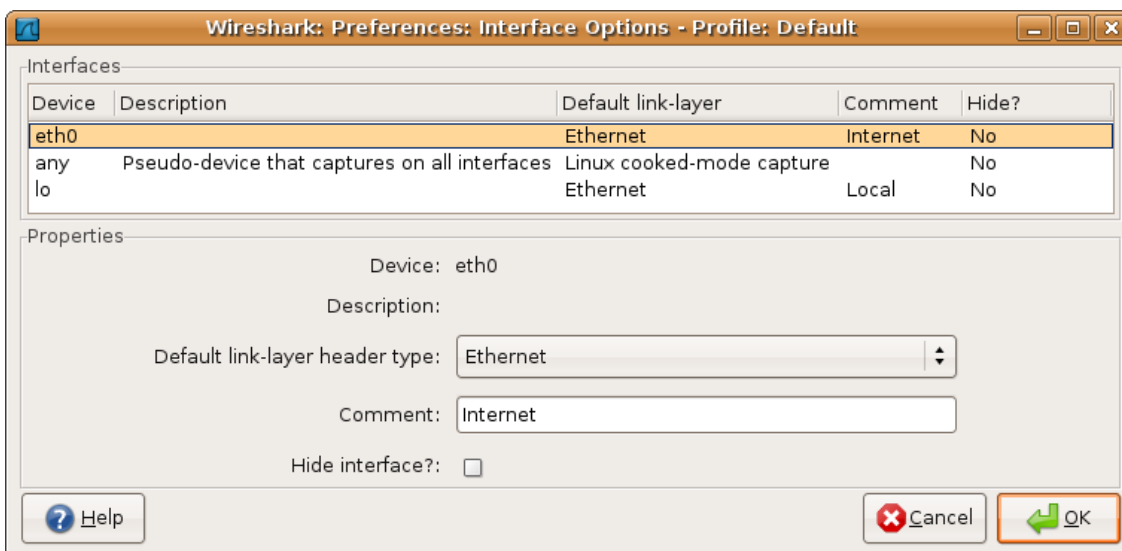 Wireshark: Preferences: Interface Options - Profile: Default
Interfaces
Device Description Default link-layer Comment Hide?
eth0 Ethernet Internet No
any Pseudo-device that captures on all interfaces Linux cooked-mode capture No
lo Ethernet Local No
Properties
Device: eth0
Description:
Default link-layer header type: Ethernet
Comment: Internet
Hide interface?:
Help Cancel OK